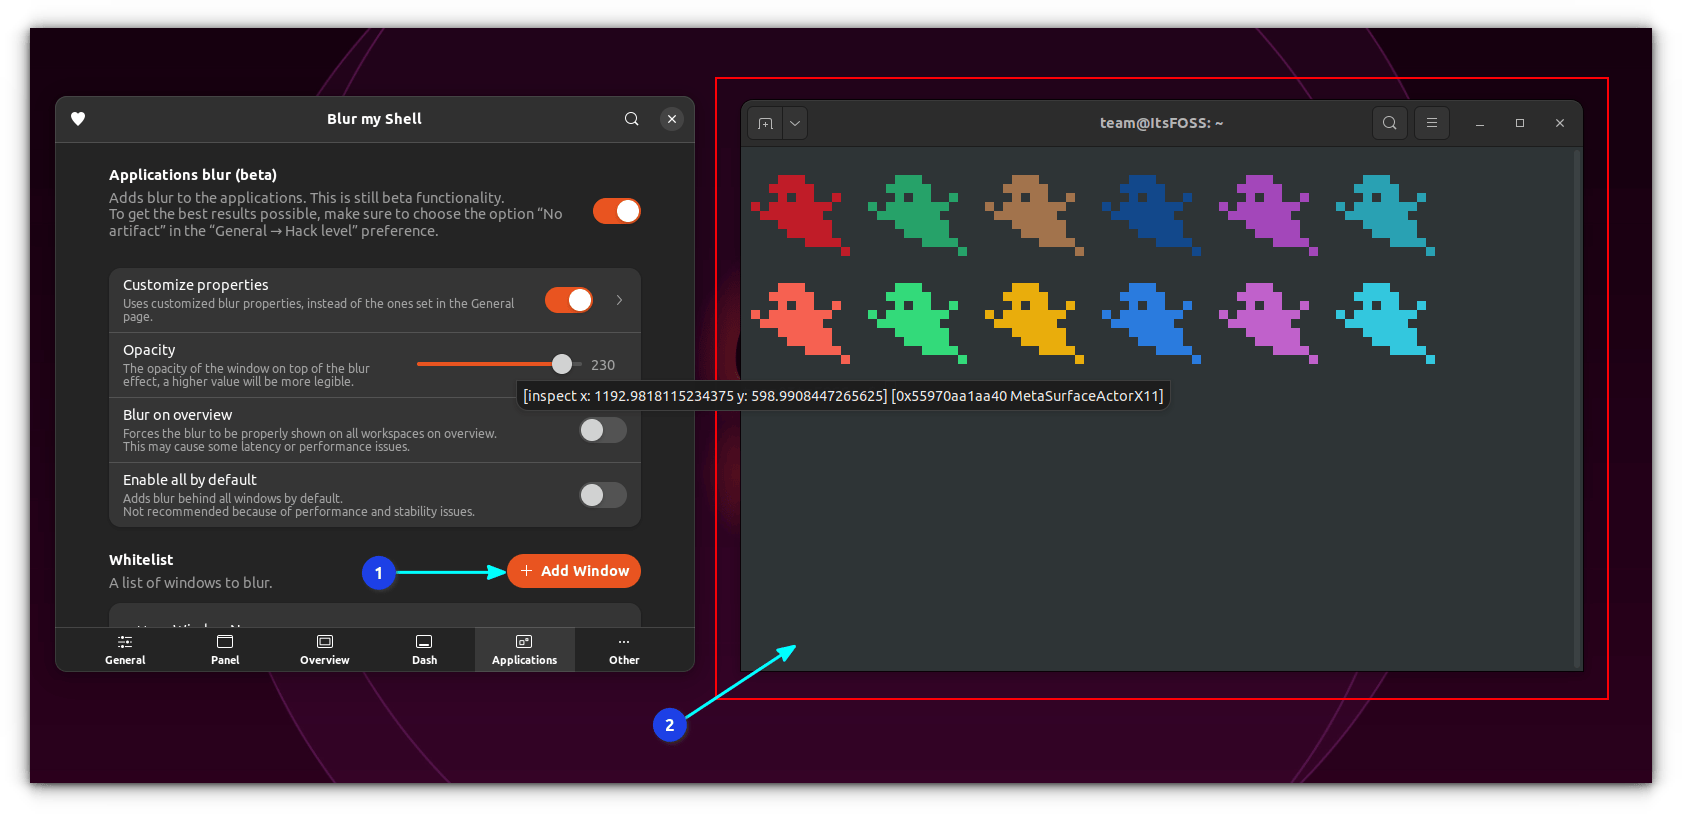 Blur my Shell
Applications blur (beta)
Adds blur to the applications. This is still beta functionality.
To get the best results possible, make sure to choose the option “No
artifact” in the “General → Hack level” preference.
Customize properties
Uses customized blur properties, instead of the ones set in the General
page.
Opacity
The opacity of the window on top of the blur
effect, a higher value will be more legible.
230
Blur on overview
Forces the blur to be properly shown on all workspaces on overview.
This may cause some latency or performance issues.
Enable all by default
Adds blur behind all windows by default.
Not recommended because of performance and stability issues.
Whitelist
A list of windows to blur.
1
+ Add Window
General
Panel
Overview
Dash
Applications
Other
team@ItsFOSS: ~
[inspect x: 1192.9818115234375 y: 598.9908447265625] [0x55970aa1aa40 MetaSurfaceActorX11]
2